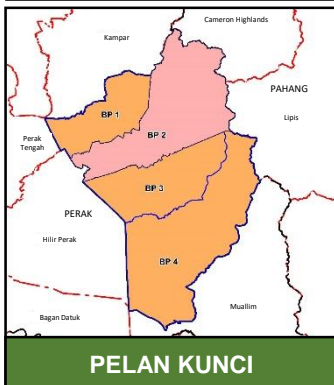 Cameron Highlands
Kampar
PAHANG
BP 1
Lipis
Perak
Tengah
BP 2
BP 3
PERAK
Hilir Perak
BP 4
Muallim
Bagan Datuk
PELAN KUNCI